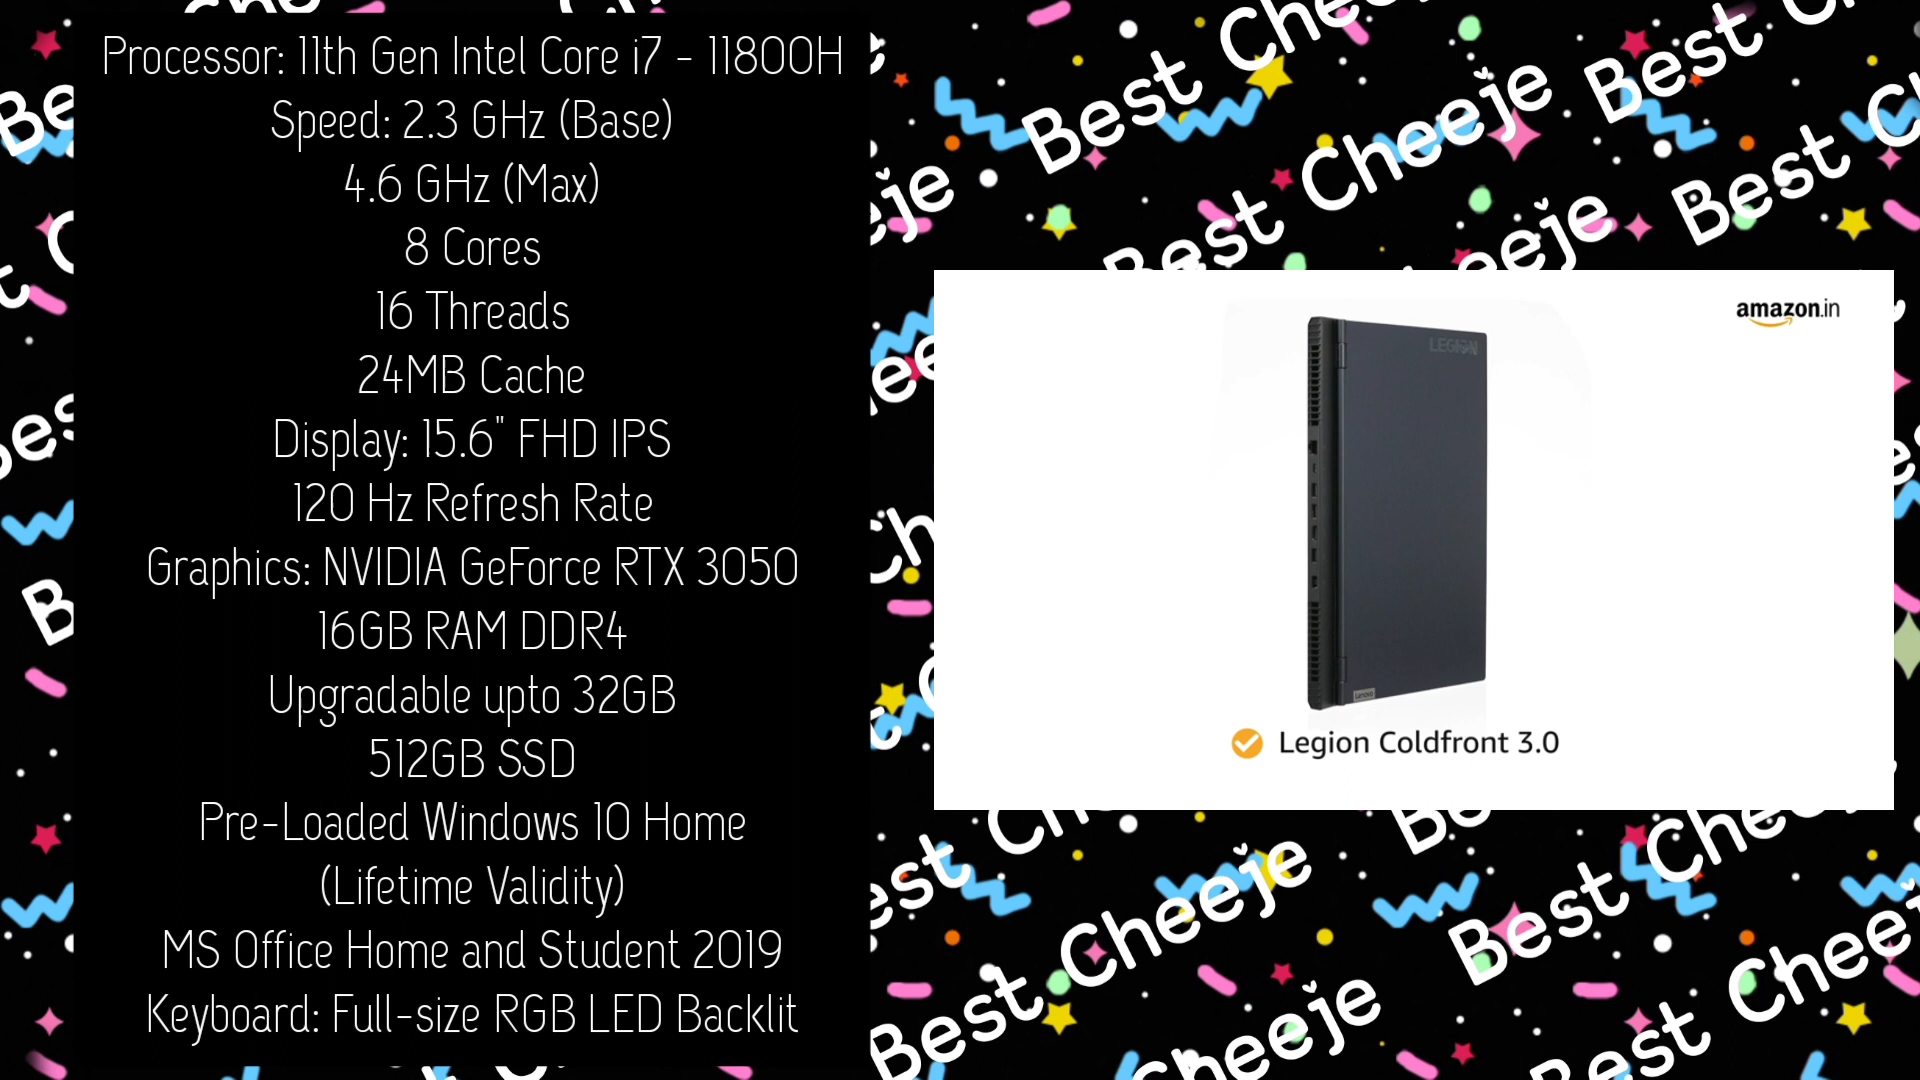 Processor: 11th Gen Intel Core i7 - 11800H
Speed: 2.3 GHz (Base)
4.6 GHz (Max)
8 Cores
16 Threads
24MB Cache
Display: 15.6" FHD IPS
120 Hz Refresh Rate
Graphics: NVIDIA GeForce RTX 3050
16GB RAM DDR4
Upgradable upto 32GB
512GB SSD
Pre-Loaded Windows 10 Home
(Lifetime Validity)
MS Office Home and Student 2019
Keyboard: Full-size RGB LED Backlit
Best Cheeje
Best Cheeje
Best
Best
amazon.in
LEGION
Lenovo
Legion Coldfront 3.0
Best Cheeje
Best Cheeje